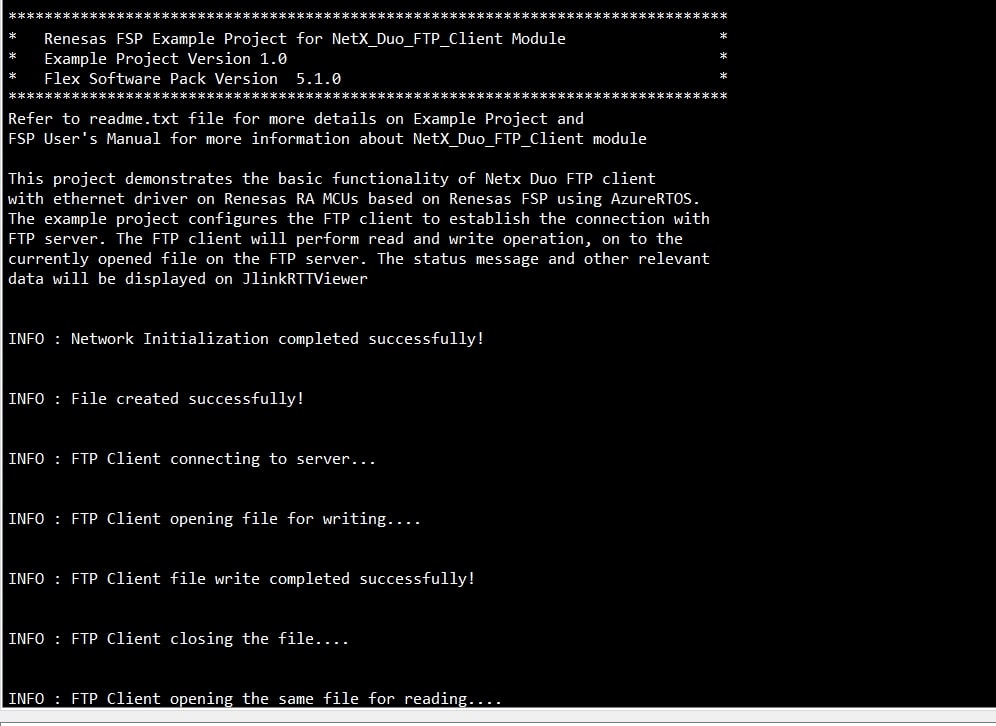 ********************************************************************************
*   Renesas FSP Example Project for NetX_Duo_FTP_Client Module                 *
*   Example Project Version 1.0                                                *
*   Flex Software Pack Version  5.1.0                                          *
********************************************************************************
Refer to readme.txt file for more details on Example Project and
FSP User's Manual for more information about NetX_Duo_FTP_Client module
This project demonstrates the basic functionality of Netx Duo FTP client
with ethernet driver on Renesas RA MCUs based on Renesas FSP using AzureRTOS.
The example project configures the FTP client to establish the connection with
FTP server. The FTP client will perform read and write operation, on to the
currently opened file on the FTP server. The status message and other relevant
data will be displayed on JlinkRTTViewer
INFO : Network Initialization completed successfully!
INFO : File created successfully!
INFO : FTP Client connecting to server...
INFO : FTP Client opening file for writing....
INFO : FTP Client file write completed successfully!
INFO : FTP Client closing the file....
INFO : FTP Client opening the same file for reading....